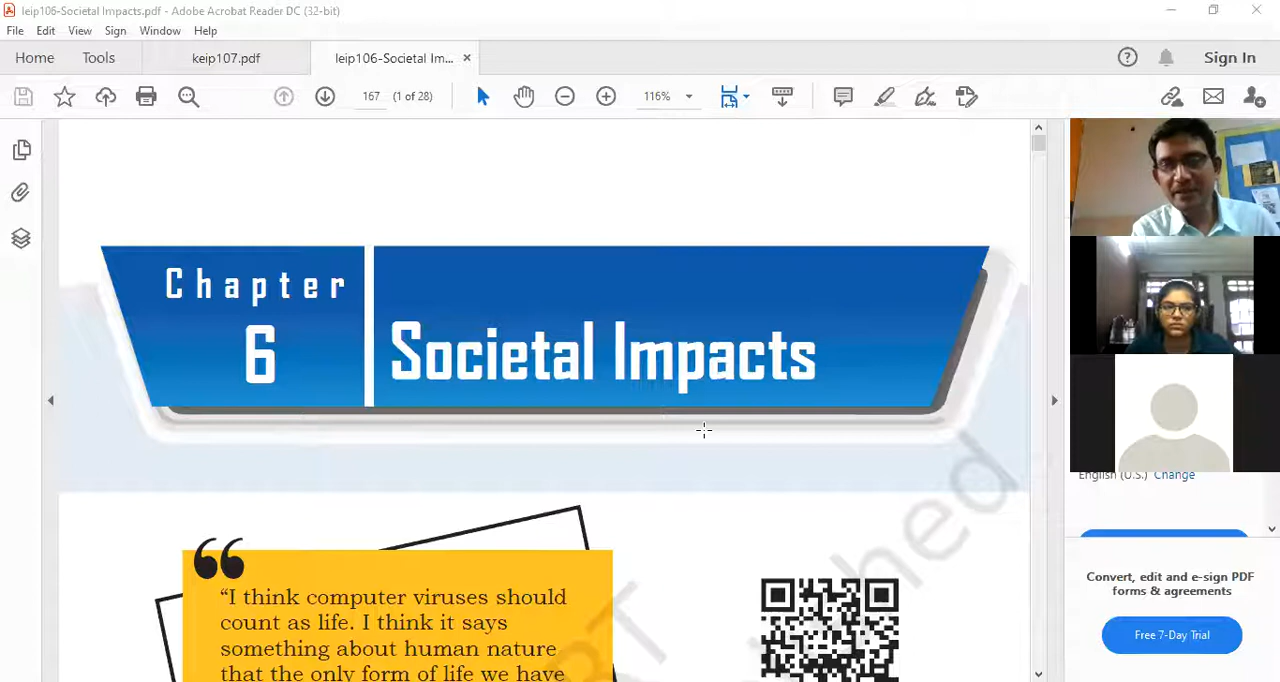 leip106-Societal Impacts.pdf - Adobe Acrobat Reader DC (32-bit)
File Edit View Sign Window Help
Home Tools keip107.pdf leip106-Societal Im... × Sign In
167 (1 of 28) 116%
Chapter
6
Societal Impacts
“I think computer viruses should
count as life. I think it says
something about human nature
that the only form of life we have
English (U.S.) Change
Convert, edit and e-sign PDF
forms & agreements
Free 7-Day Trial